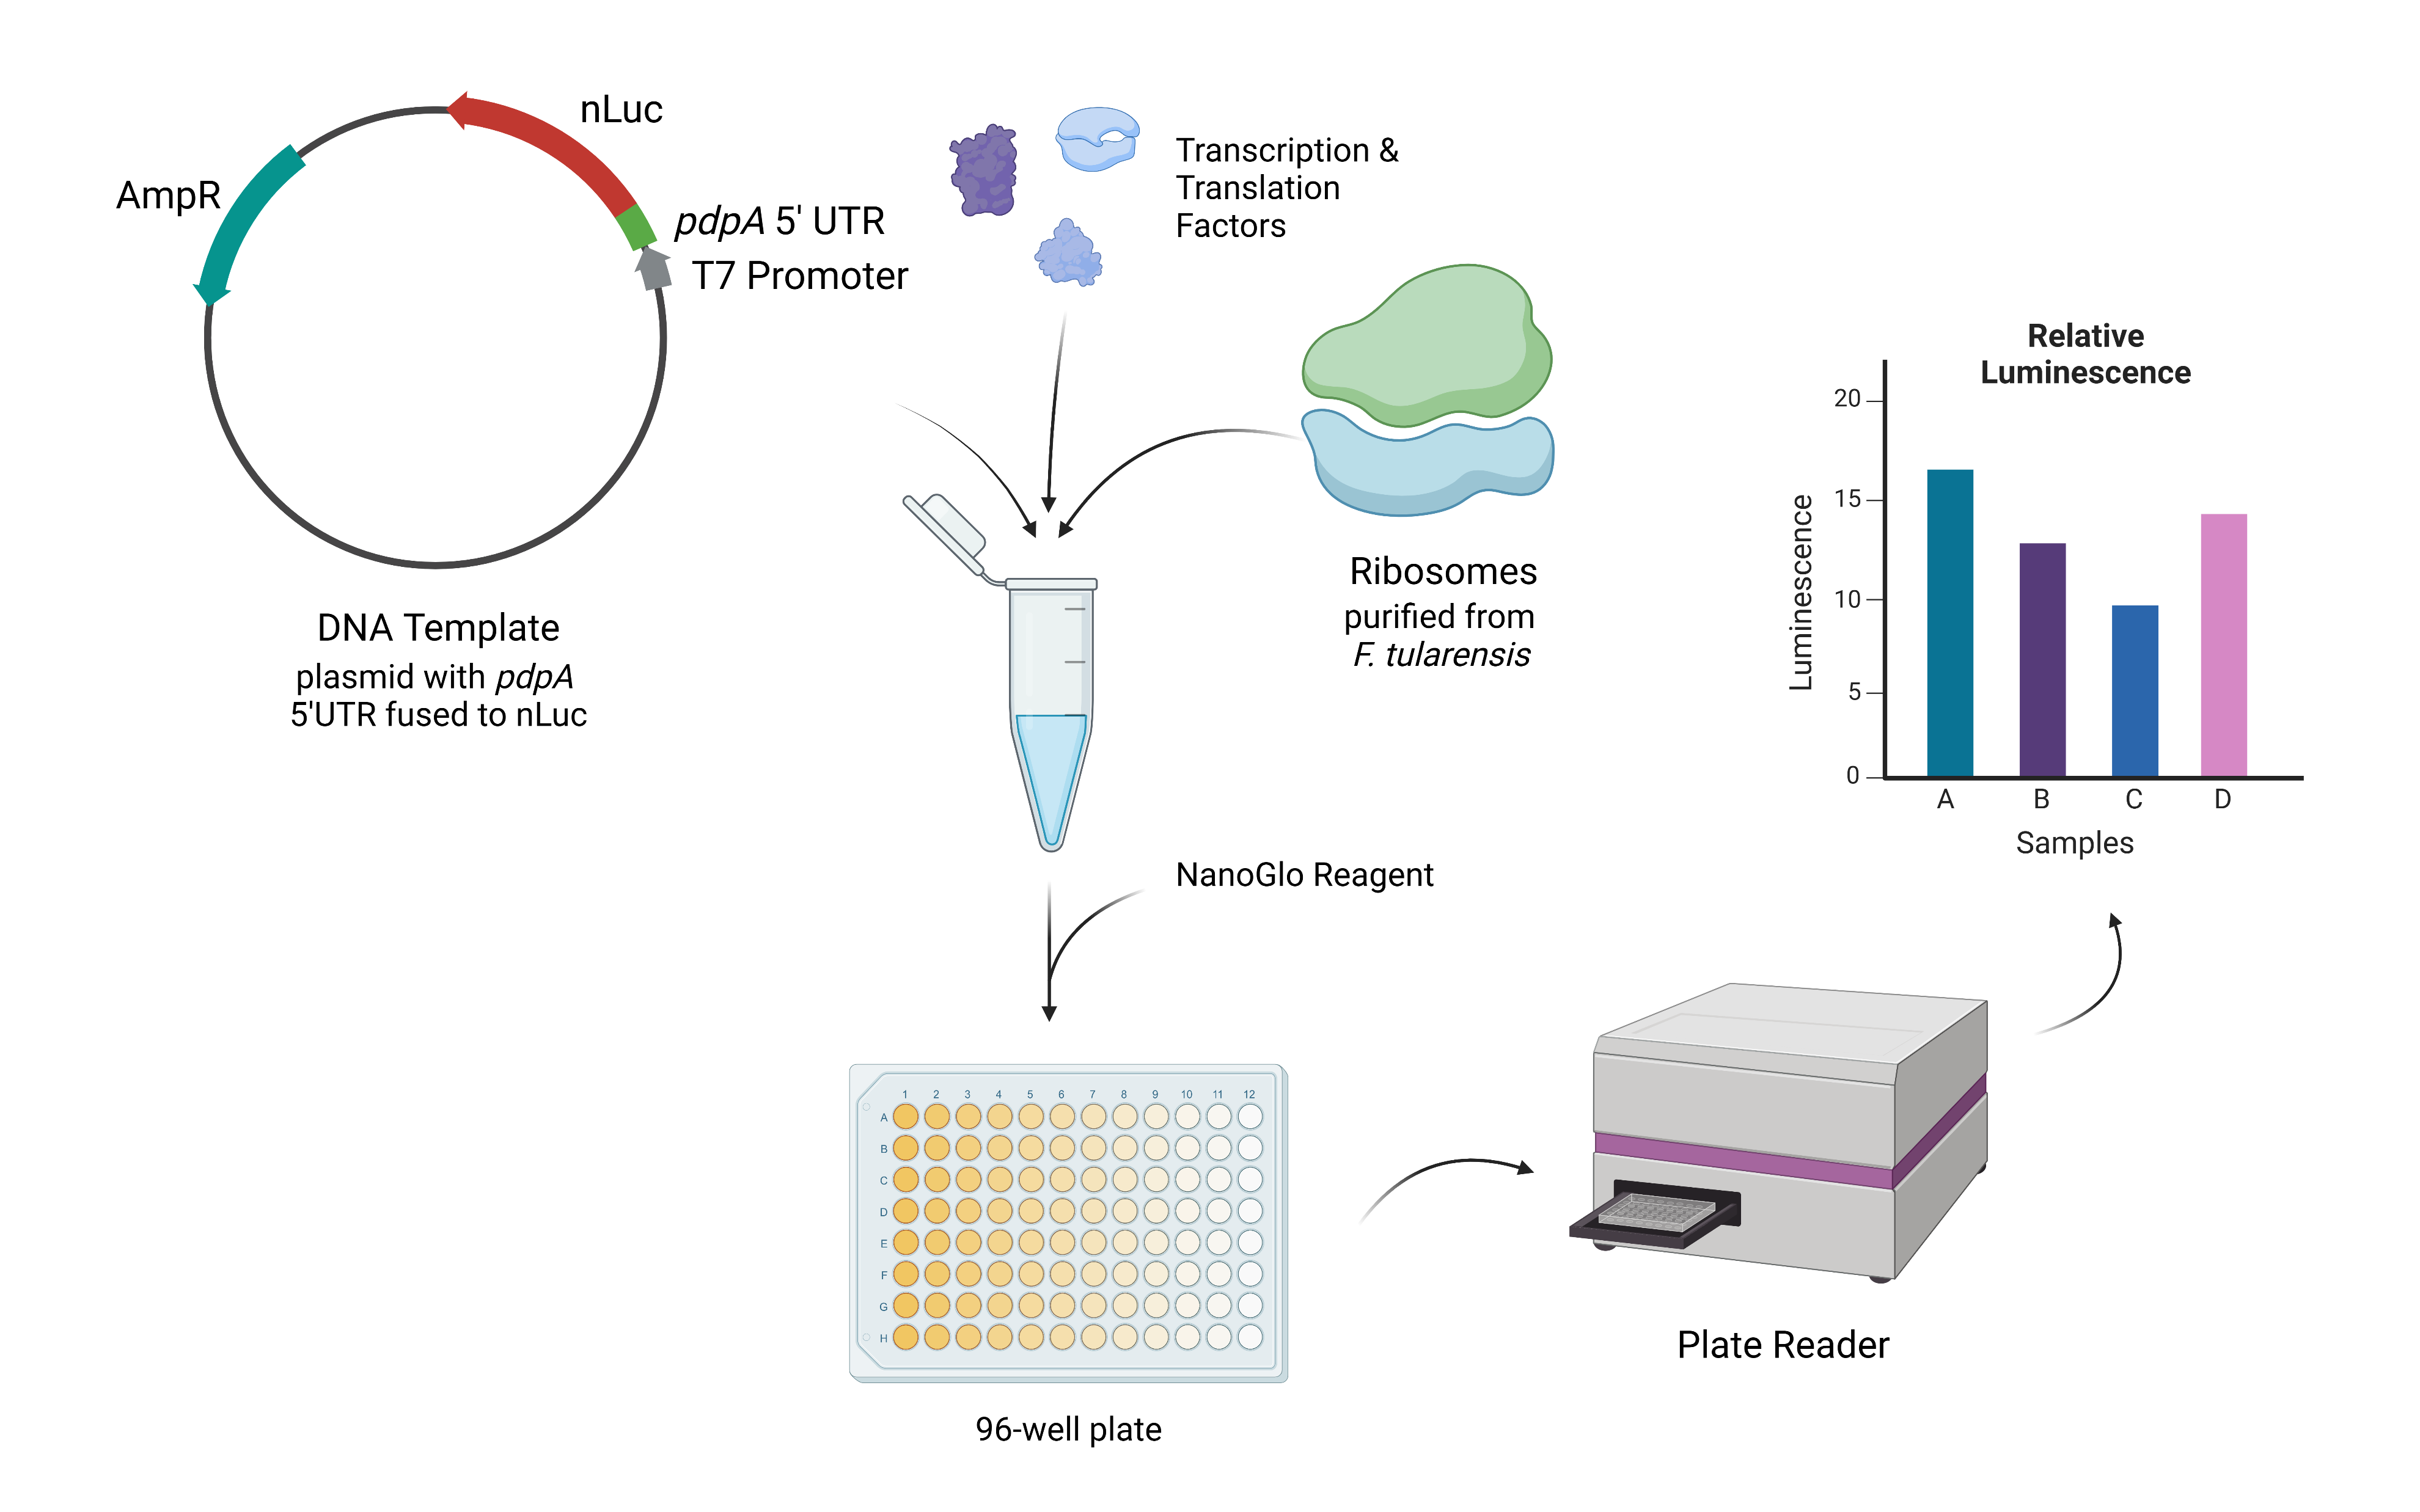 nLuc
AmpR
pdpA 5' UTR
T7 Promoter
DNA Template
plasmid with pdpA
5'UTR fused to nLuc
Transcription &
Translation
Factors
Ribosomes
purified from
F. tularensis
NanoGlo Reagent
1 2 3 4 5 6 7 8 9 10 11 12
A
B
C
D
E
F
G
H
96-well plate
Plate Reader
Relative
Luminescence
Luminescence
20
15
10
5
0
A B C D
Samples